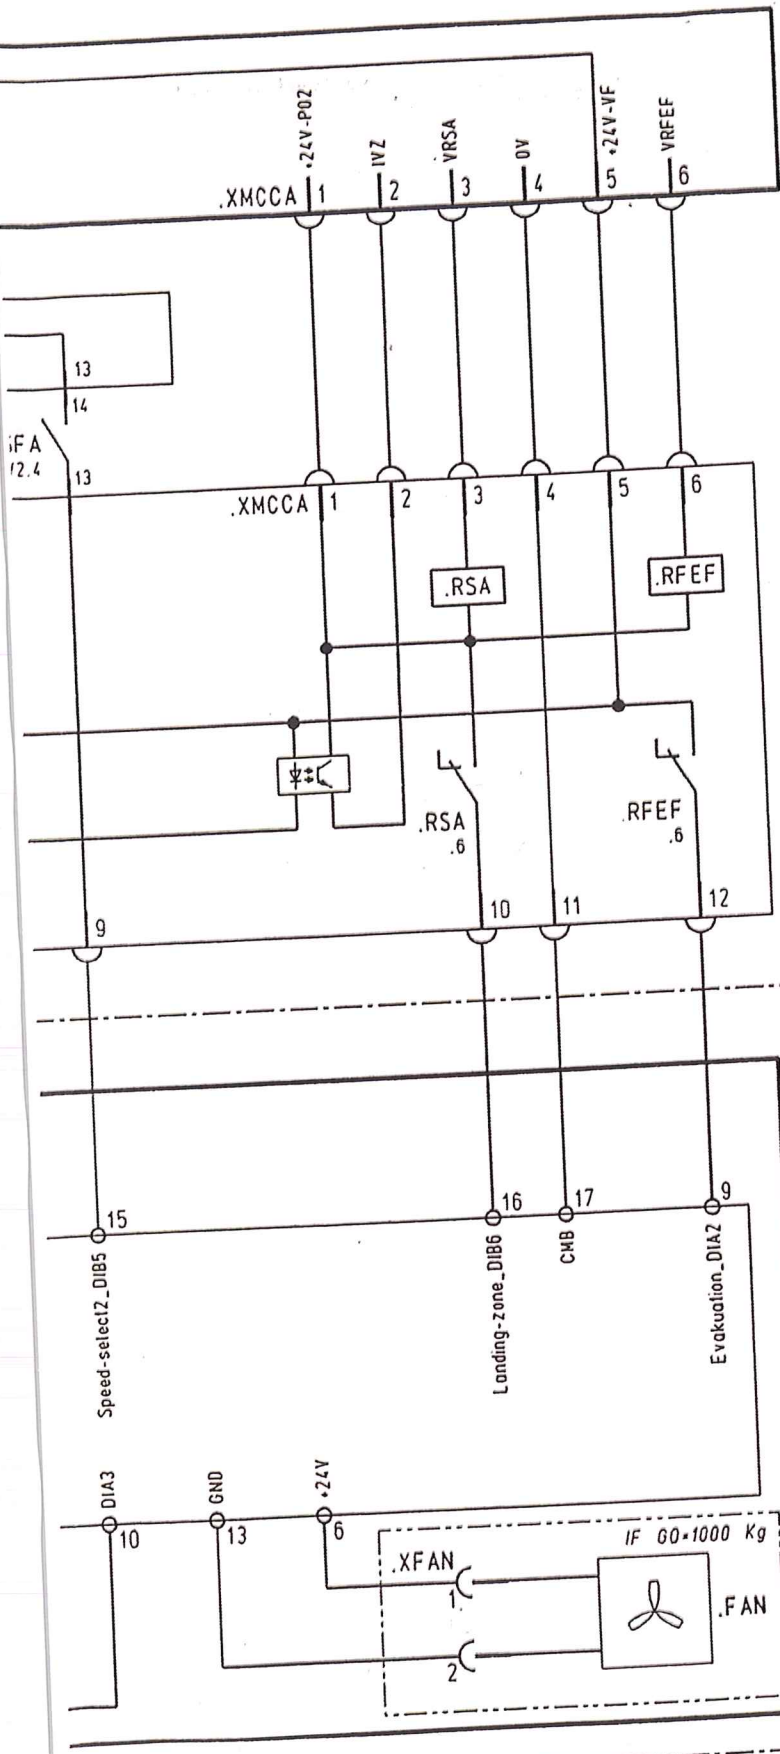 +24V-P02
IVZ
VRSA
0V
+24V-VF
VRFEF
.XMCCA 1 2 3 4 5 6
13
14
FA
12.4
13
.XMCCA 1 2 3 4 5 6
.RSA
.RFEF
.RSA
.6
.RFEF
.6
9
10
11
12
15
16
17
9
Speed-select2_DIB5
Landing-zone_DIB6
CMB
Evakuation_DIA2
DIA3
GND
+24V
10
13
6
IF GQ*1000 Kg
.XFAN
1
2
.FAN